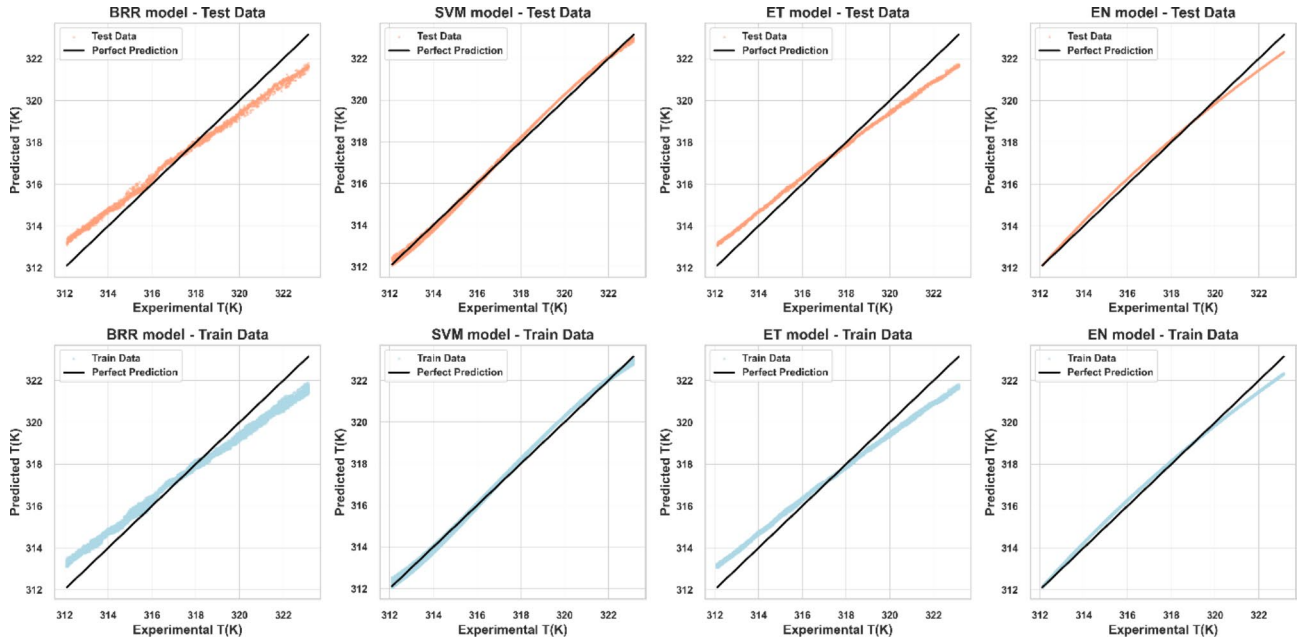 BRR model - Test Data
Test Data
Perfect Prediction
Predicted T(K)
322
320
318
316
314
312
312 314 316 318 320 322
Experimental T(K)
SVM model - Test Data
Test Data
Perfect Prediction
Predicted T(K)
322
320
318
316
314
312
312 314 316 318 320 322
Experimental T(K)
ET model - Test Data
Test Data
Perfect Prediction
Predicted T(K)
322
320
318
316
314
312
312 314 316 318 320 322
Experimental T(K)
EN model - Test Data
Test Data
Perfect Prediction
Predicted T(K)
322
320
318
316
314
312
312 314 316 318 320 322
Experimental T(K)
BRR model - Train Data
Train Data
Perfect Prediction
Predicted T(K)
322
320
318
316
314
312
312 314 316 318 320 322
Experimental T(K)
SVM model - Train Data
Train Data
Perfect Prediction
Predicted T(K)
322
320
318
316
314
312
312 314 316 318 320 322
Experimental T(K)
ET model - Train Data
Train Data
Perfect Prediction
Predicted T(K)
322
320
318
316
314
312
312 314 316 318 320 322
Experimental T(K)
EN model - Train Data
Train Data
Perfect Prediction
Predicted T(K)
322
320
318
316
314
312
312 314 316 318 320 322
Experimental T(K)